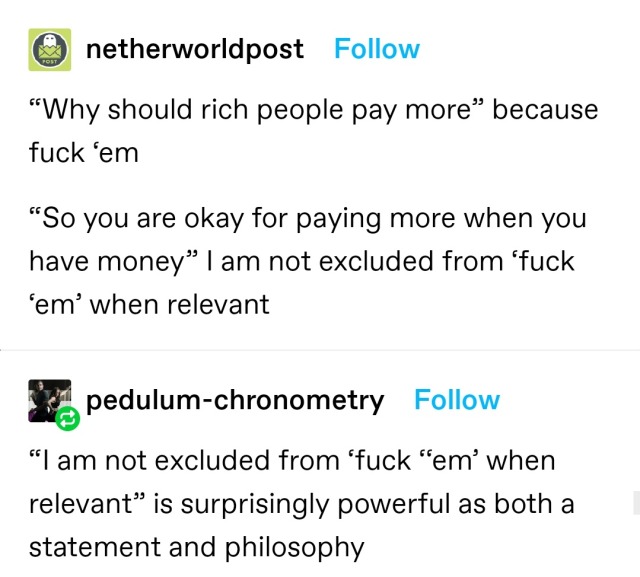 netherworldpost Follow
POST
“Why should rich people pay more” because
fuck ‘em
“So you are okay for paying more when you
have money” I am not excluded from ‘fuck
‘em’ when relevant
pedulum-chronometry Follow
“I am not excluded from ‘fuck “em’ when
relevant” is surprisingly powerful as both a
statement and philosophy